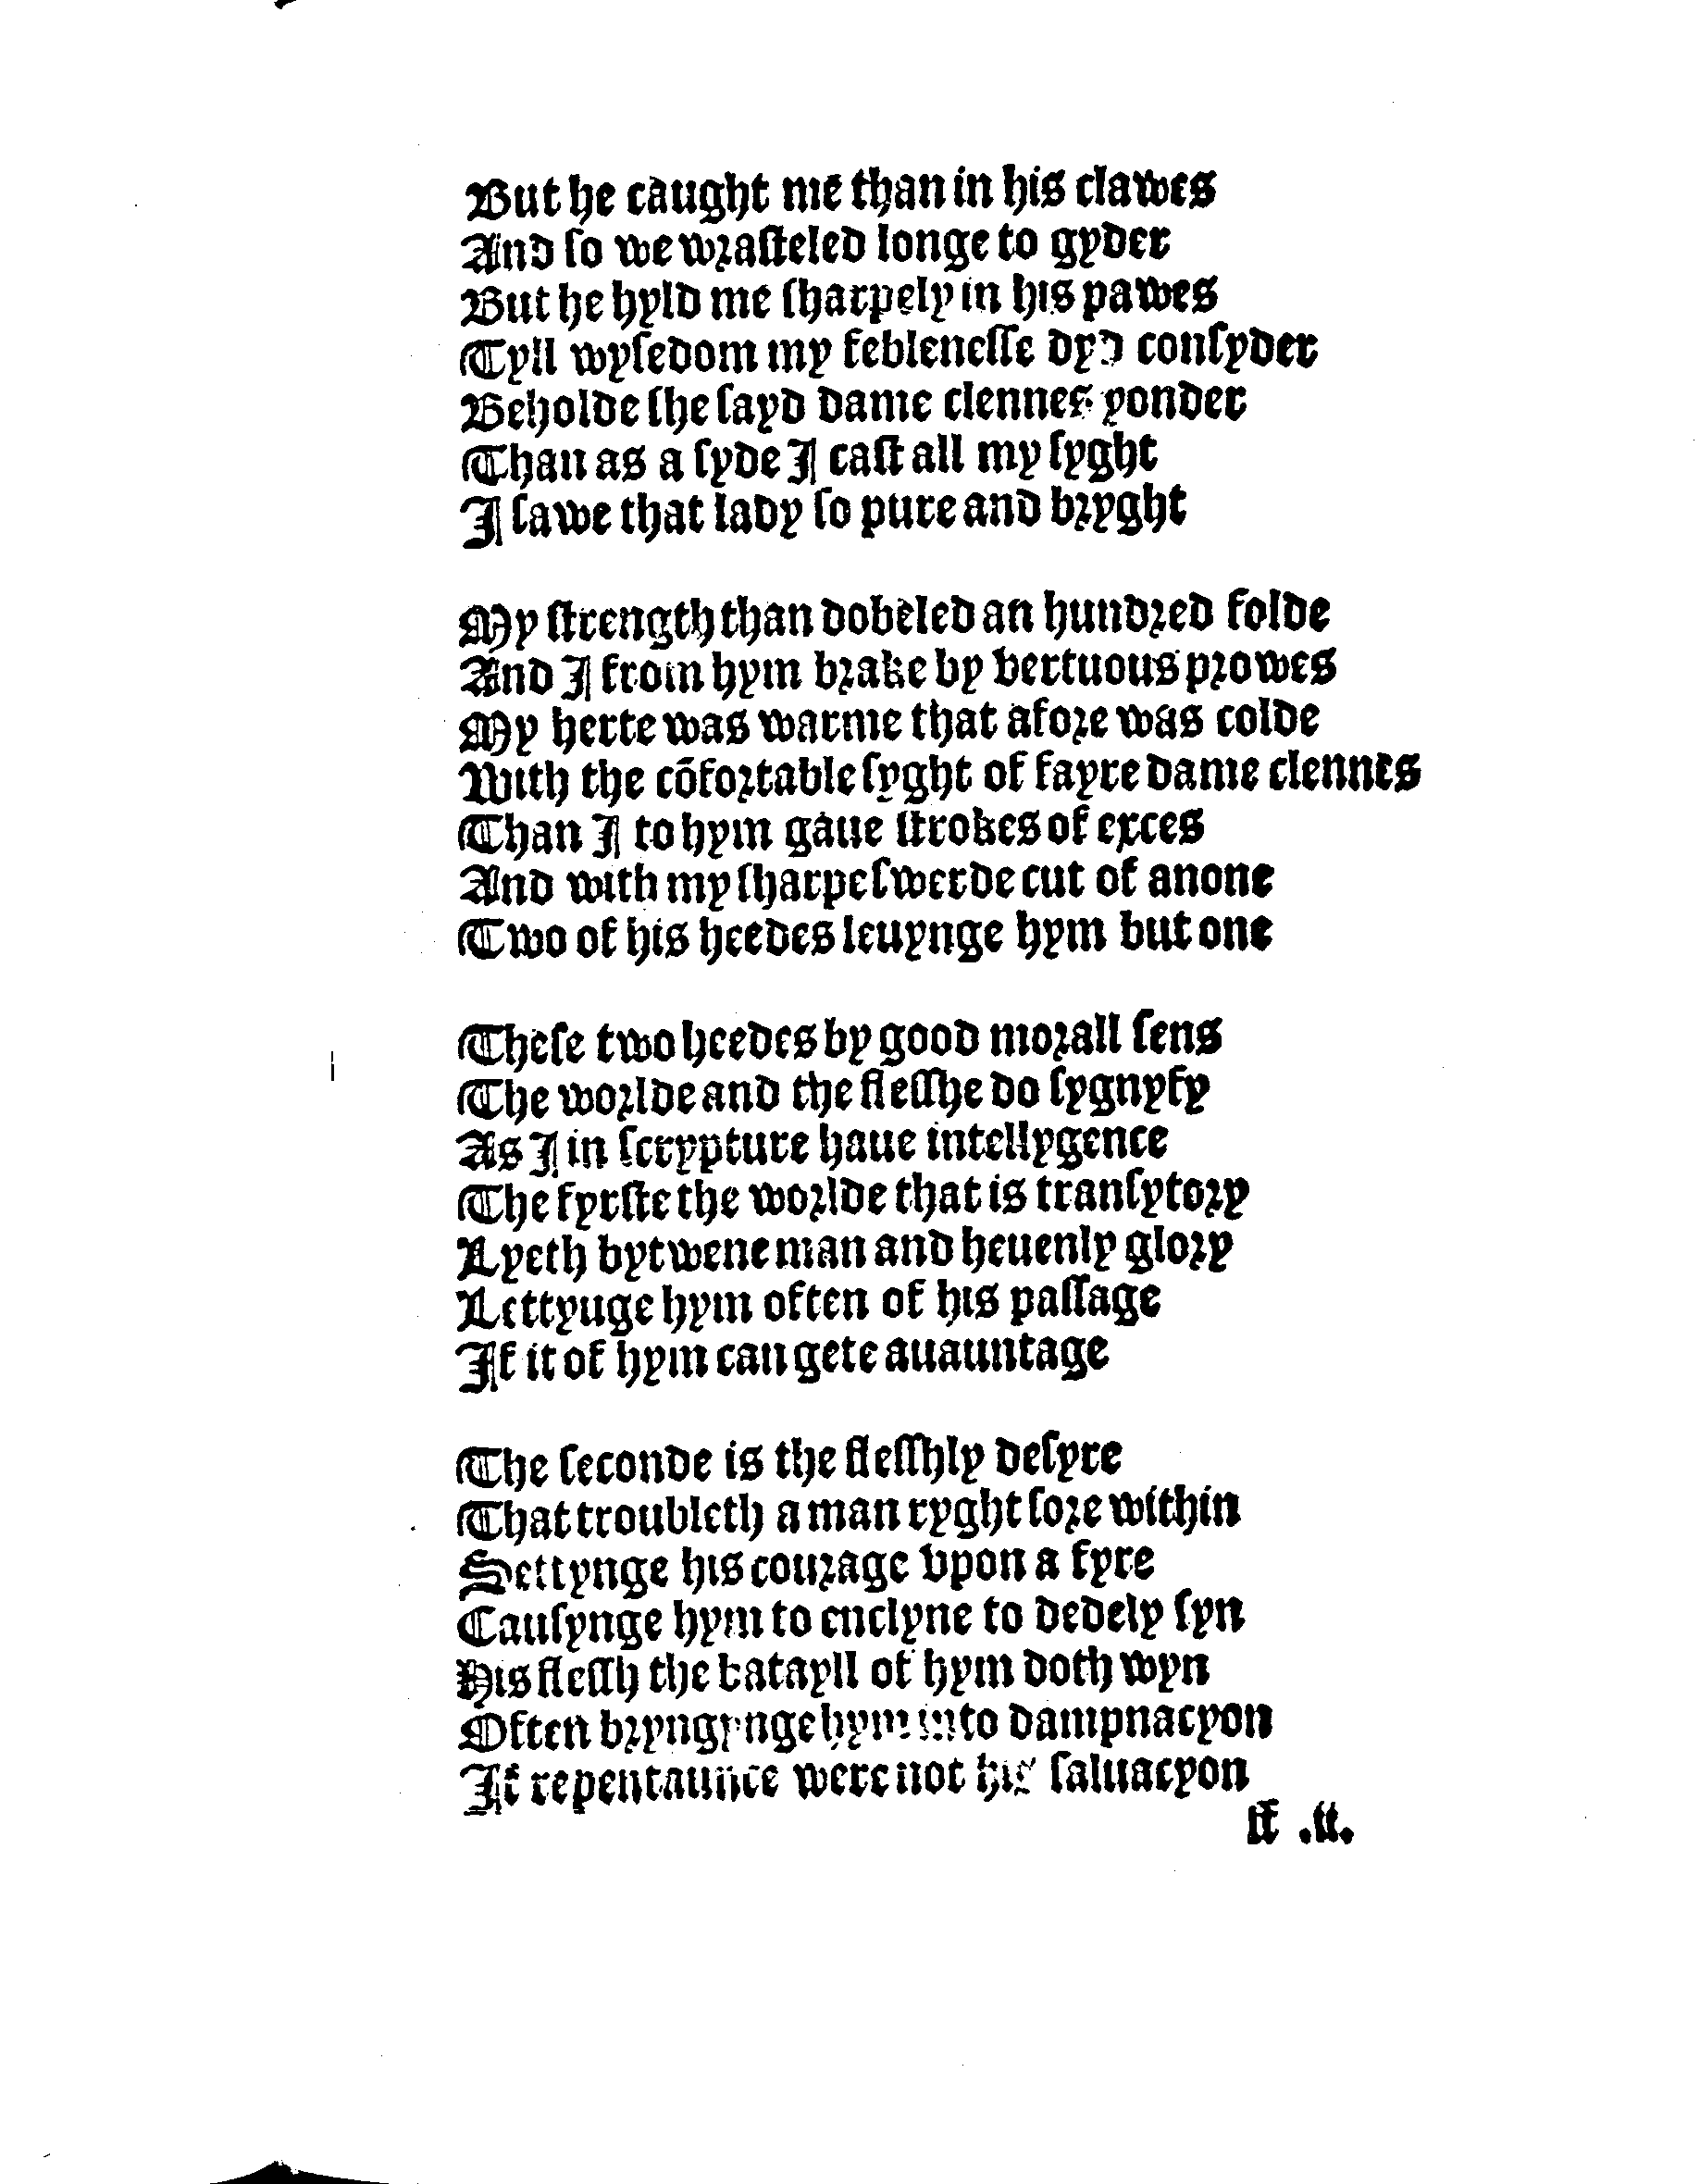 But he caught me than in his clawes
And ſo we wraſteled longe to gyder
But he hyld me ſharpely in his pawes
Tyll wyſedom my febleneſſe dyd conſyder
Beholde ſhe ſayd dame clennes yonder
Than as a ſyde I caſt all my ſyght
I ſawe that lady ſo pure and bryght

My ſtrength than dobeled an hundred folde
And I from hym brake by vertuous prowes
My herte was warme that afore was colde
With the cõfortable ſyght of fayre dame clennes
Than I to hym gaue ſtrokes of exces
And with my ſharpe ſwerde cut of anone
Two of his heedes leuynge hym but one

Theſe two heedes by good morall ſens
The worlde and the fleſſhe do ſygnyfy
As I in ſcrypture haue intellygence
The fyrſte the worlde that is tranſytory
Lyeth bytwene man and heuenly glory
Lettyuge hym often of his paſſage
If it of hym can gete auauntage

The ſeconde is the fleſſhly deſyre
That troubleth a man ryght ſore within
Settynge his courage vpon a fyre
Cauſynge hym to enclyne to dedely ſyn
His fleſſh the batayll of hym doth wyn
Often bryngynge hym into dampnacyon
If repentaunce were not his ſaluacyon
ff .ii.